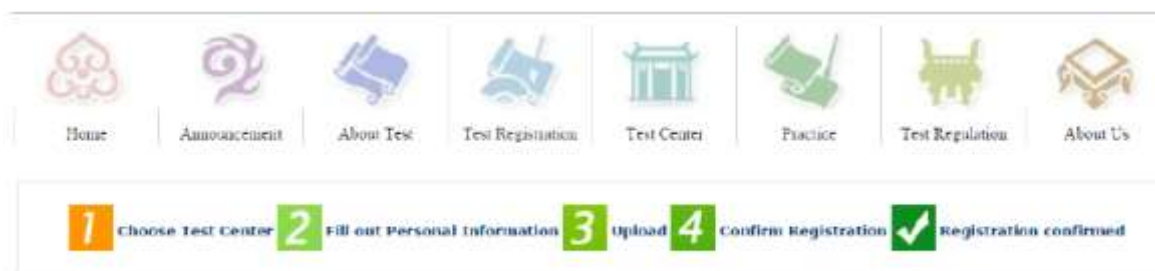 Home Announcement About Test Test Registration Test Center Practice Test Regulation About Us
1 Choose Test Center 2 Fill out Personal Information 3 Upload 4 Confirm Registration Registration confirmed